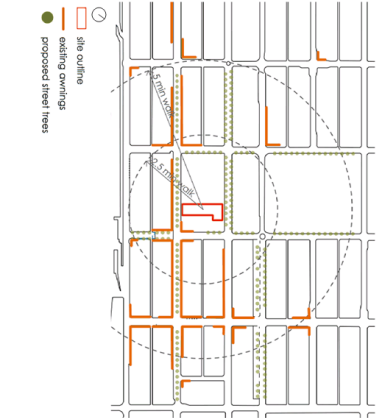 site outline
existing awnings
proposed street trees
5 min walk
2.5 min walk